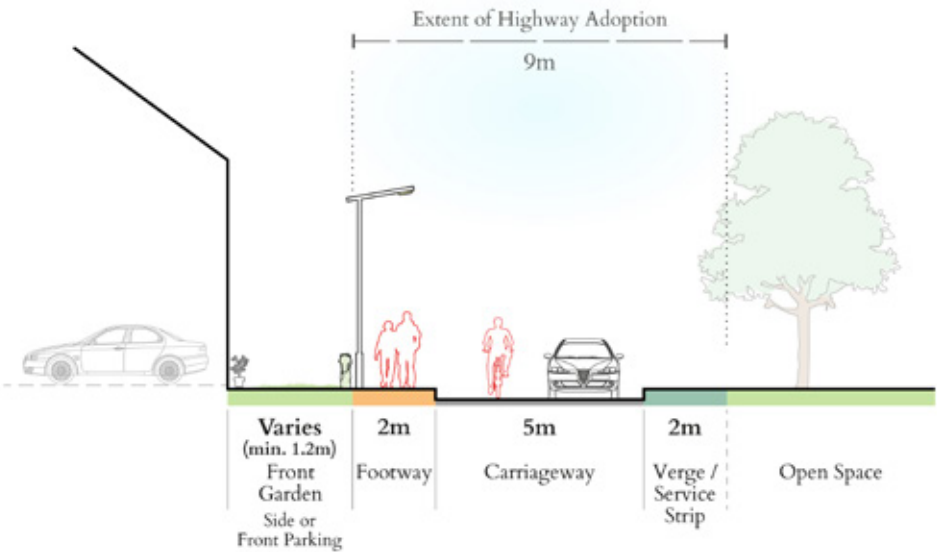 Extent of Highway Adoption
9m
Varies
(min. 1.2m)
Front
Garden
Side or
Front Parking
2m
Footway
5m
Carriageway
2m
Verge /
Service
Strip
Open Space